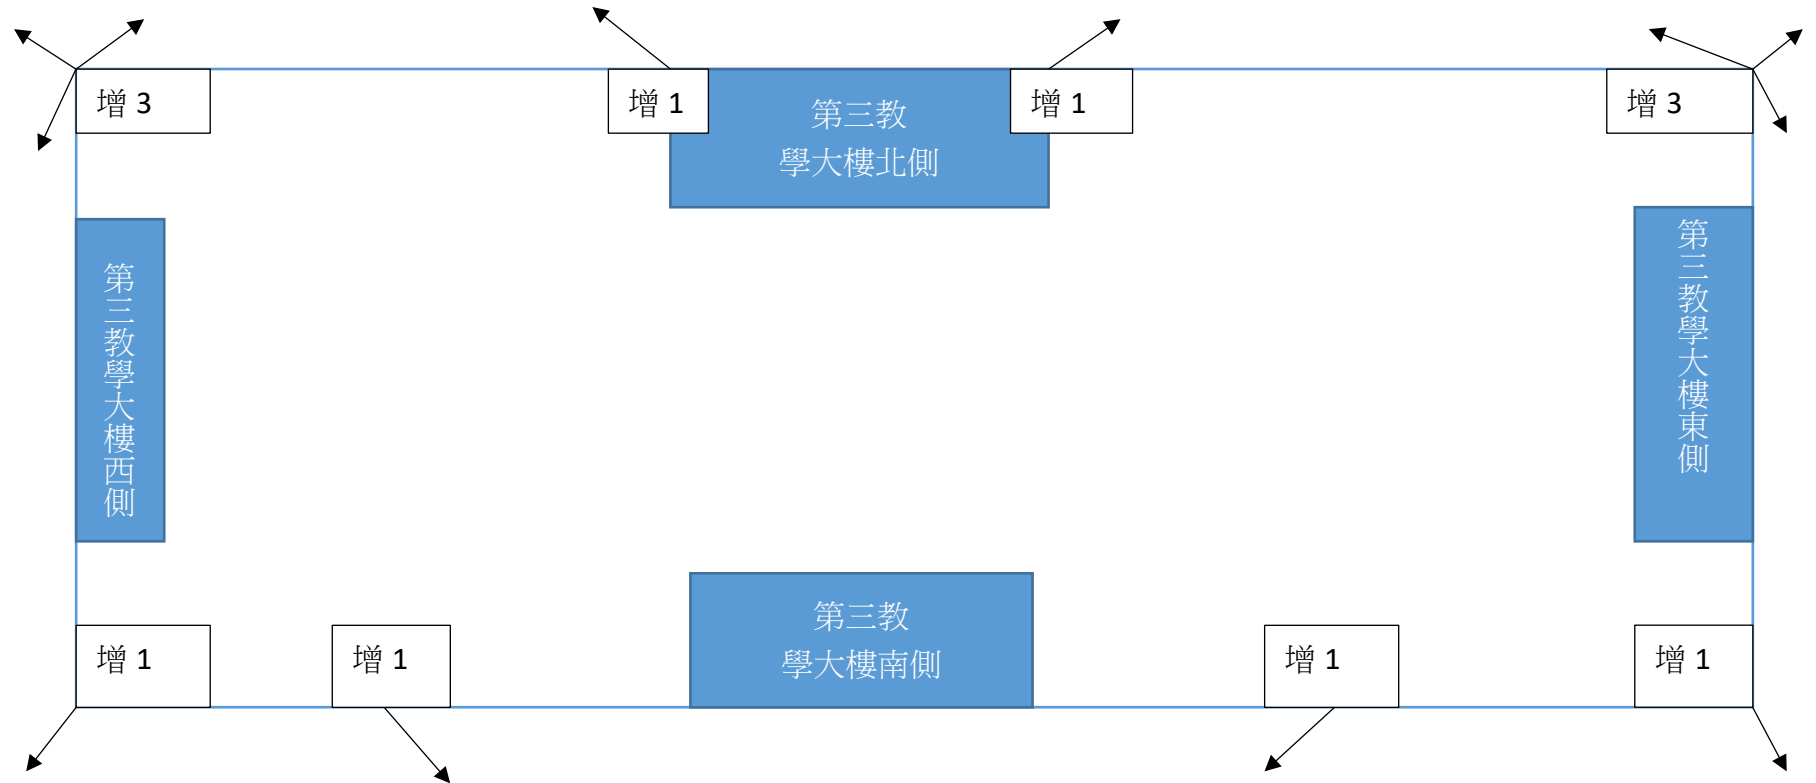 增 3
增 1
增 1
增 3
第三教
學大樓北側
第三教學大樓西側
第三教學大樓東側
第三教
學大樓南側
增 1
增 1
增 1
增 1